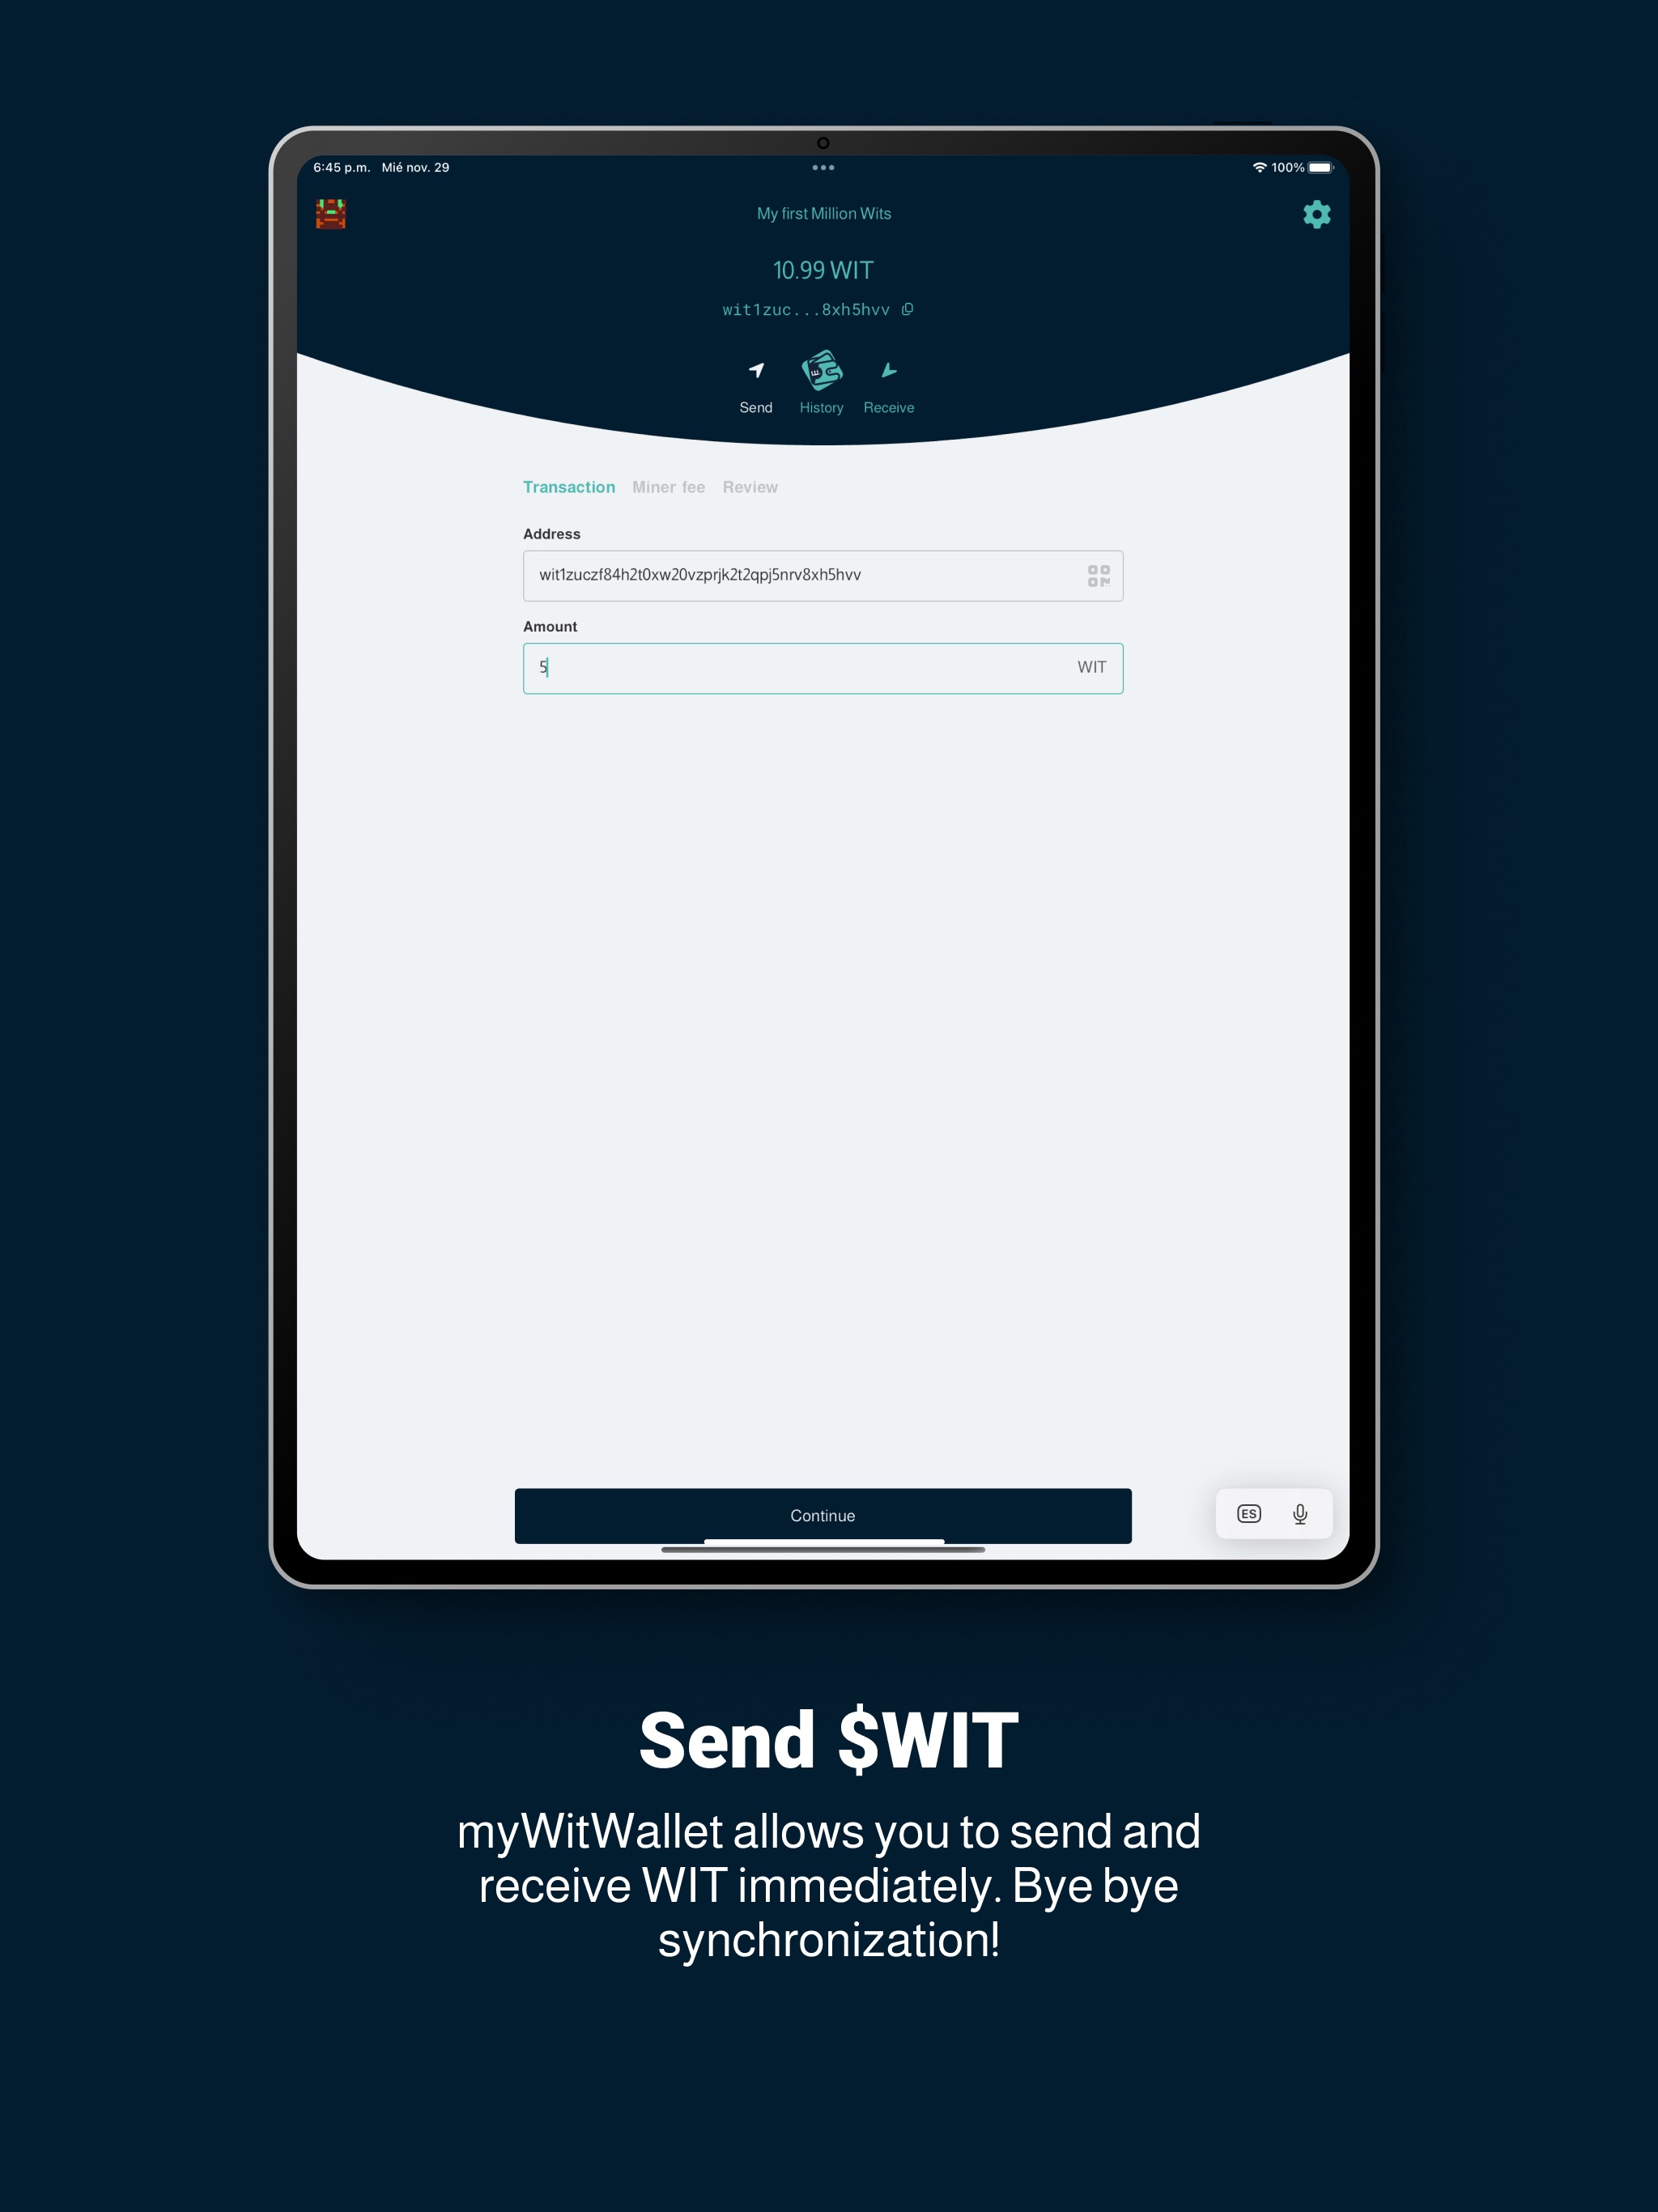 6:45 p.m. Mié nov. 29
100%
My first Million Wits
10.99 WIT
wit1zuc...8xh5hvv
Send History Receive
Transaction Miner fee Review
Address
wit1zuczf84h2t0xw20vzprjk2t2qpj5nrv8xh5hvv
Amount
5 WIT
Continue
ES
Send $WIT
myWitWallet allows you to send and
receive WIT immediately. Bye bye
synchronization!